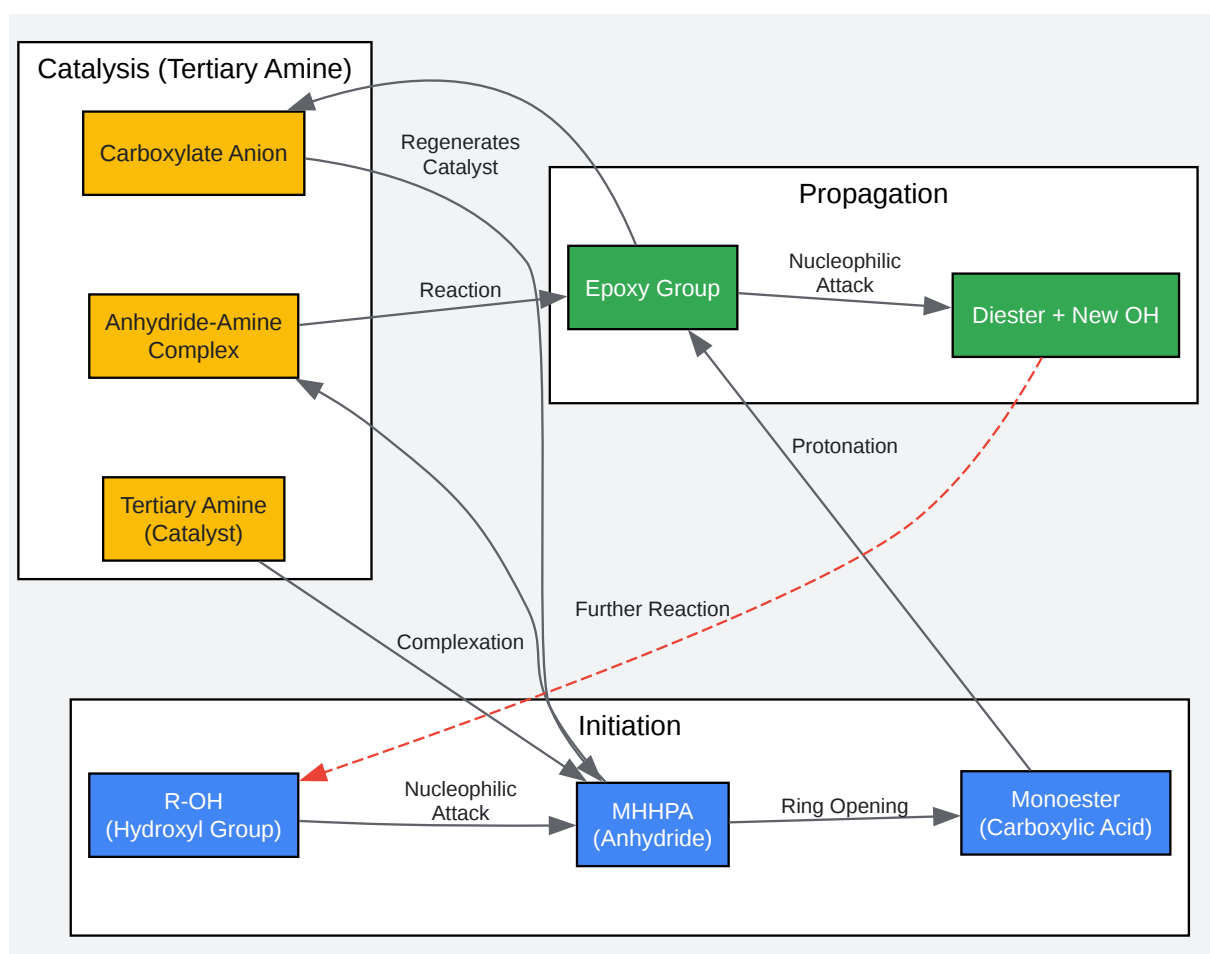 Catalysis (Tertiary Amine)
Carboxylate Anion
Regenerates
Catalyst
Propagation
Epoxy Group
Nucleophilic
Attack
Diester + New OH
Reaction
Anhydride-Amine
Complex
Protonation
Tertiary Amine
(Catalyst)
Further Reaction
Complexation
Initiation
R-OH
(Hydroxyl Group)
Nucleophilic
Attack
MHHPA
(Anhydride)
Ring Opening
Monoester
(Carboxylic Acid)